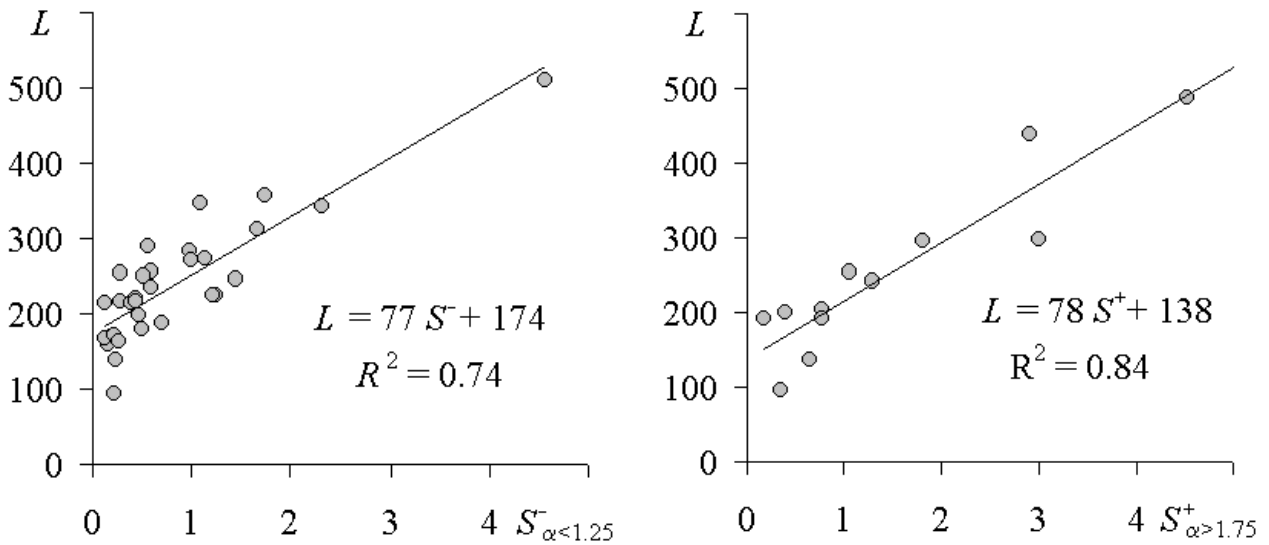 L
500
400
300
200
100
0
0 1 2 3 4 S⁻α<1.25
L = 77 S⁻ + 174
R² = 0.74
L
500
400
300
200
100
0
0 1 2 3 4 S⁺α>1.75
L = 78 S⁺ + 138
R² = 0.84